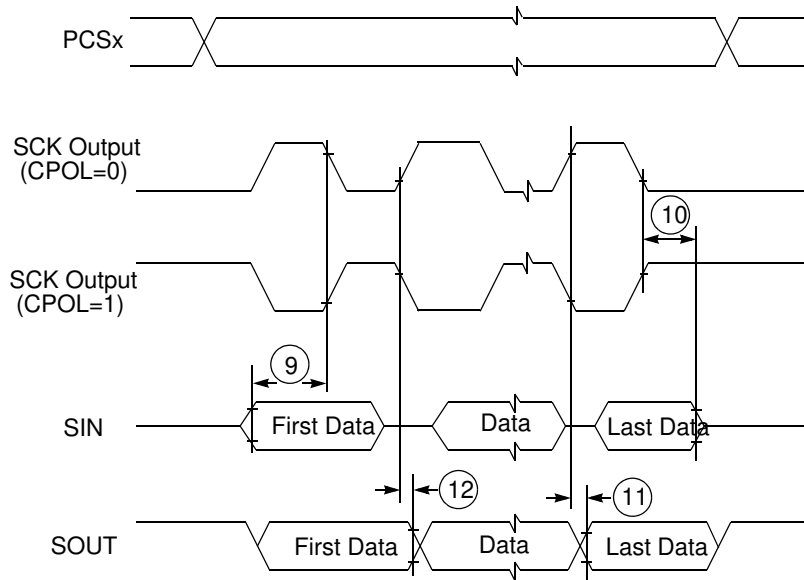 PCSx
SCK Output
(CPOL=0)
10
SCK Output
(CPOL=1)
9
SIN
First Data
Data
Last Data
12
11
SOUT
First Data
Data
Last Data